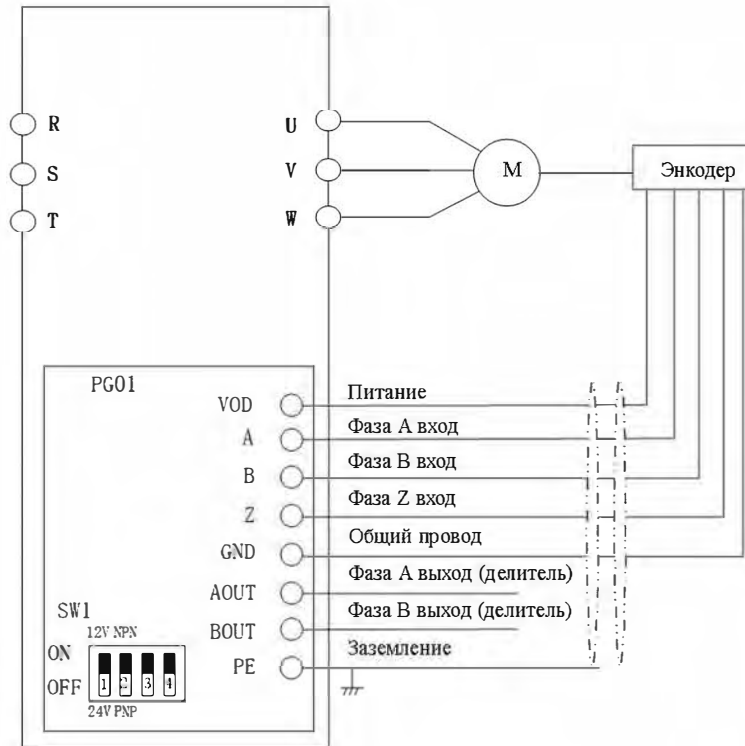 R
U
S
V
M
Энкодер
T
W
PG01
VOD
Питание
A
Фаза A вход
B
Фаза B вход
Z
Фаза Z вход
GND
Общий провод
AOUT
Фаза A выход (делитель)
BOUT
Фаза B выход (делитель)
PE
Заземление
SW1
12V NPN
ON
OFF
1 2 3 4
24V PNP